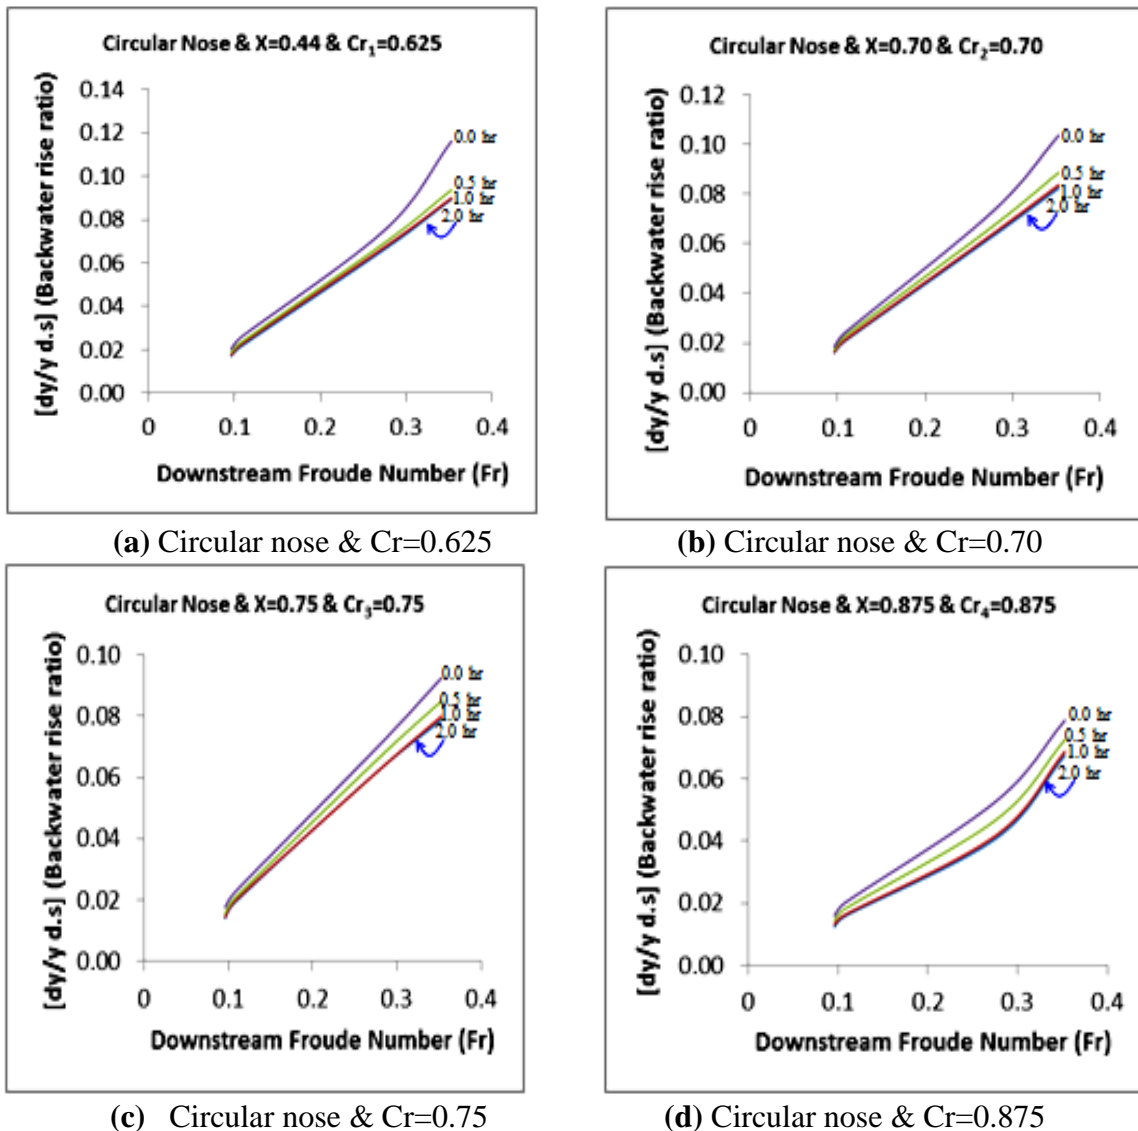 Circular Nose & X=0.44 & Cr₁=0.625
[dy/y d.s] (Backwater rise ratio)
0.14
0.12
0.10
0.08
0.06
0.04
0.02
0.00
0.0 hr
0.5 hr
1.0 hr
2.0 hr
0 0.1 0.2 0.3 0.4
Downstream Froude Number (Fr)
(a) Circular nose & Cr=0.625
Circular Nose & X=0.70 & Cr₂=0.70
[dy/y d.s] (Backwater rise ratio)
0.12
0.10
0.08
0.06
0.04
0.02
0.00
0.0 hr
0.5 hr
1.0 hr
2.0 hr
0 0.1 0.2 0.3 0.4
Downstream Froude Number (Fr)
(b) Circular nose & Cr=0.70
Circular Nose & X=0.75 & Cr₃=0.75
[dy/y d.s] (Backwater rise ratio)
0.10
0.08
0.06
0.04
0.02
0.00
0.0 hr
0.5 hr
1.0 hr
2.0 hr
0 0.1 0.2 0.3 0.4
Downstream Froude Number (Fr)
(c) Circular nose & Cr=0.75
Circular Nose & X=0.875 & Cr₄=0.875
[dy/y d.s] (Backwater rise ratio)
0.10
0.08
0.06
0.04
0.02
0.00
0.0 hr
0.5 hr
1.0 hr
2.0 hr
0 0.1 0.2 0.3 0.4
Downstream Froude Number (Fr)
(d) Circular nose & Cr=0.875